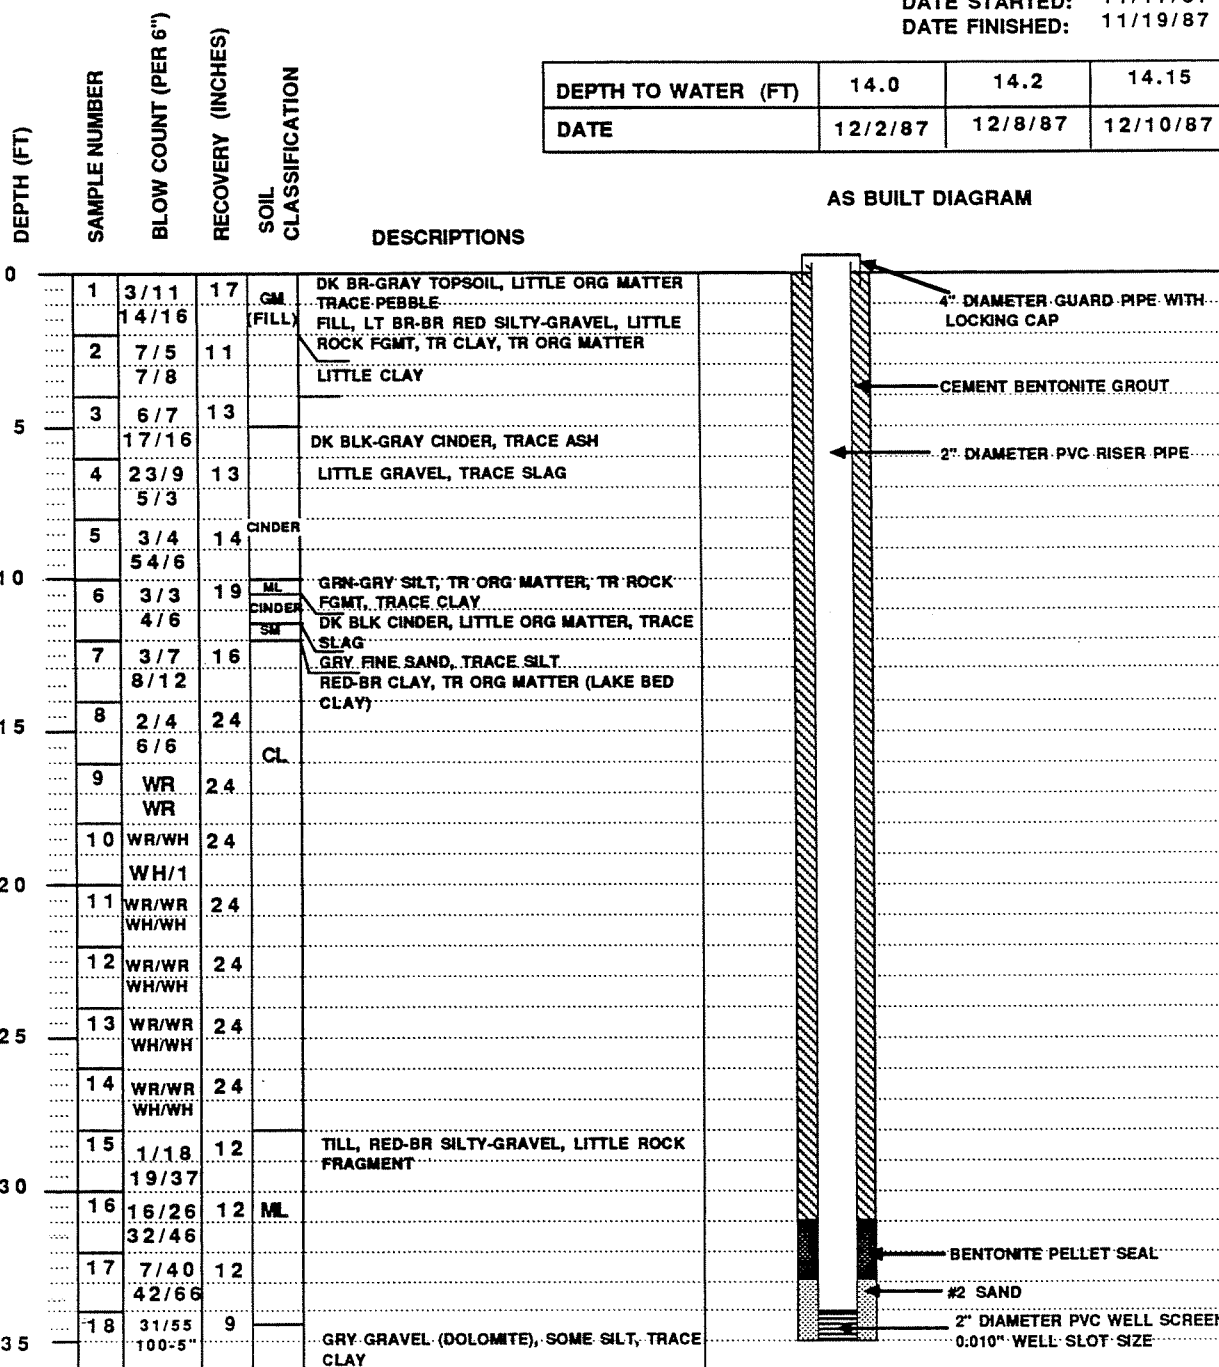 DATE STARTED:
DATE FINISHED: 11/19/87
DEPTH TO WATER (FT) 14.0 14.2 14.15
DATE 12/2/87 12/8/87 12/10/87
DEPTH (FT)
SAMPLE NUMBER
BLOW COUNT (PER 6")
RECOVERY (INCHES)
SOIL
CLASSIFICATION
DESCRIPTIONS
AS BUILT DIAGRAM
0
1 3/11 17 GM DK BR-GRAY TOPSOIL, LITTLE ORG MATTER
14/16 (FILL) TRACE PEBBLE
FILL, LT BR-BR RED SILTY-GRAVEL, LITTLE
2 7/5 11 ROCK FGMT, TR CLAY, TR ORG MATTER
7/8 LITTLE CLAY
3 6/7 13
5
17/16 DK BLK-GRAY CINDER, TRACE ASH
4 23/9 13 LITTLE GRAVEL, TRACE SLAG
5/3
CINDER
5 3/4 14
54/6
10
ML GRN-GRY SILT, TR ORG MATTER, TR ROCK
6 3/3 19 FGMT, TRACE CLAY
CINDER
4/6 DK BLK CINDER, LITTLE ORG MATTER, TRACE
SM SLAG
7 3/7 16 GRY FINE SAND, TRACE SILT
8/12 RED-BR CLAY, TR ORG MATTER (LAKE BED
CLAY)
8 2/4 24
15
6/6
CL
9 WR 24
WR
10 WR/WH 24
WH/1
20
11 WR/WR 24
WH/WH
12 WR/WR 24
WH/WH
13 WR/WR 24
25
WH/WH
14 WR/WR 24
WH/WH
15 1/18 12 TILL, RED-BR SILTY-GRAVEL, LITTLE ROCK
FRAGMENT
19/37
30
16 16/26 12 ML
32/46
17 7/40 12
42/66
18 31/55 9
35
100-5" GRY GRAVEL (DOLOMITE), SOME SILT, TRACE
CLAY
4" DIAMETER GUARD PIPE WITH
LOCKING CAP
CEMENT BENTONITE GROUT
2" DIAMETER PVC RISER PIPE
BENTONITE PELLET SEAL
#2 SAND
2" DIAMETER PVC WELL SCREEN
0.010" WELL SLOT SIZE